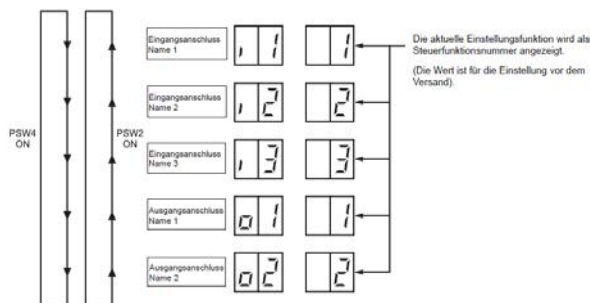 Eingangsanschluss
Name 1
i 1
1
Die aktuelle Einstellungsfunktion wird als
Steuerfunktionsnummer angezeigt.
(Die Wert ist für die Einstellung vor dem
Versand).
Eingangsanschluss
Name 2
i 2
2
PSW4
ON
PSW2
ON
Eingangsanschluss
Name 3
i 3
3
Ausgangsanschluss
Name 1
o 1
1
Ausgangsanschluss
Name 2
o 2
2